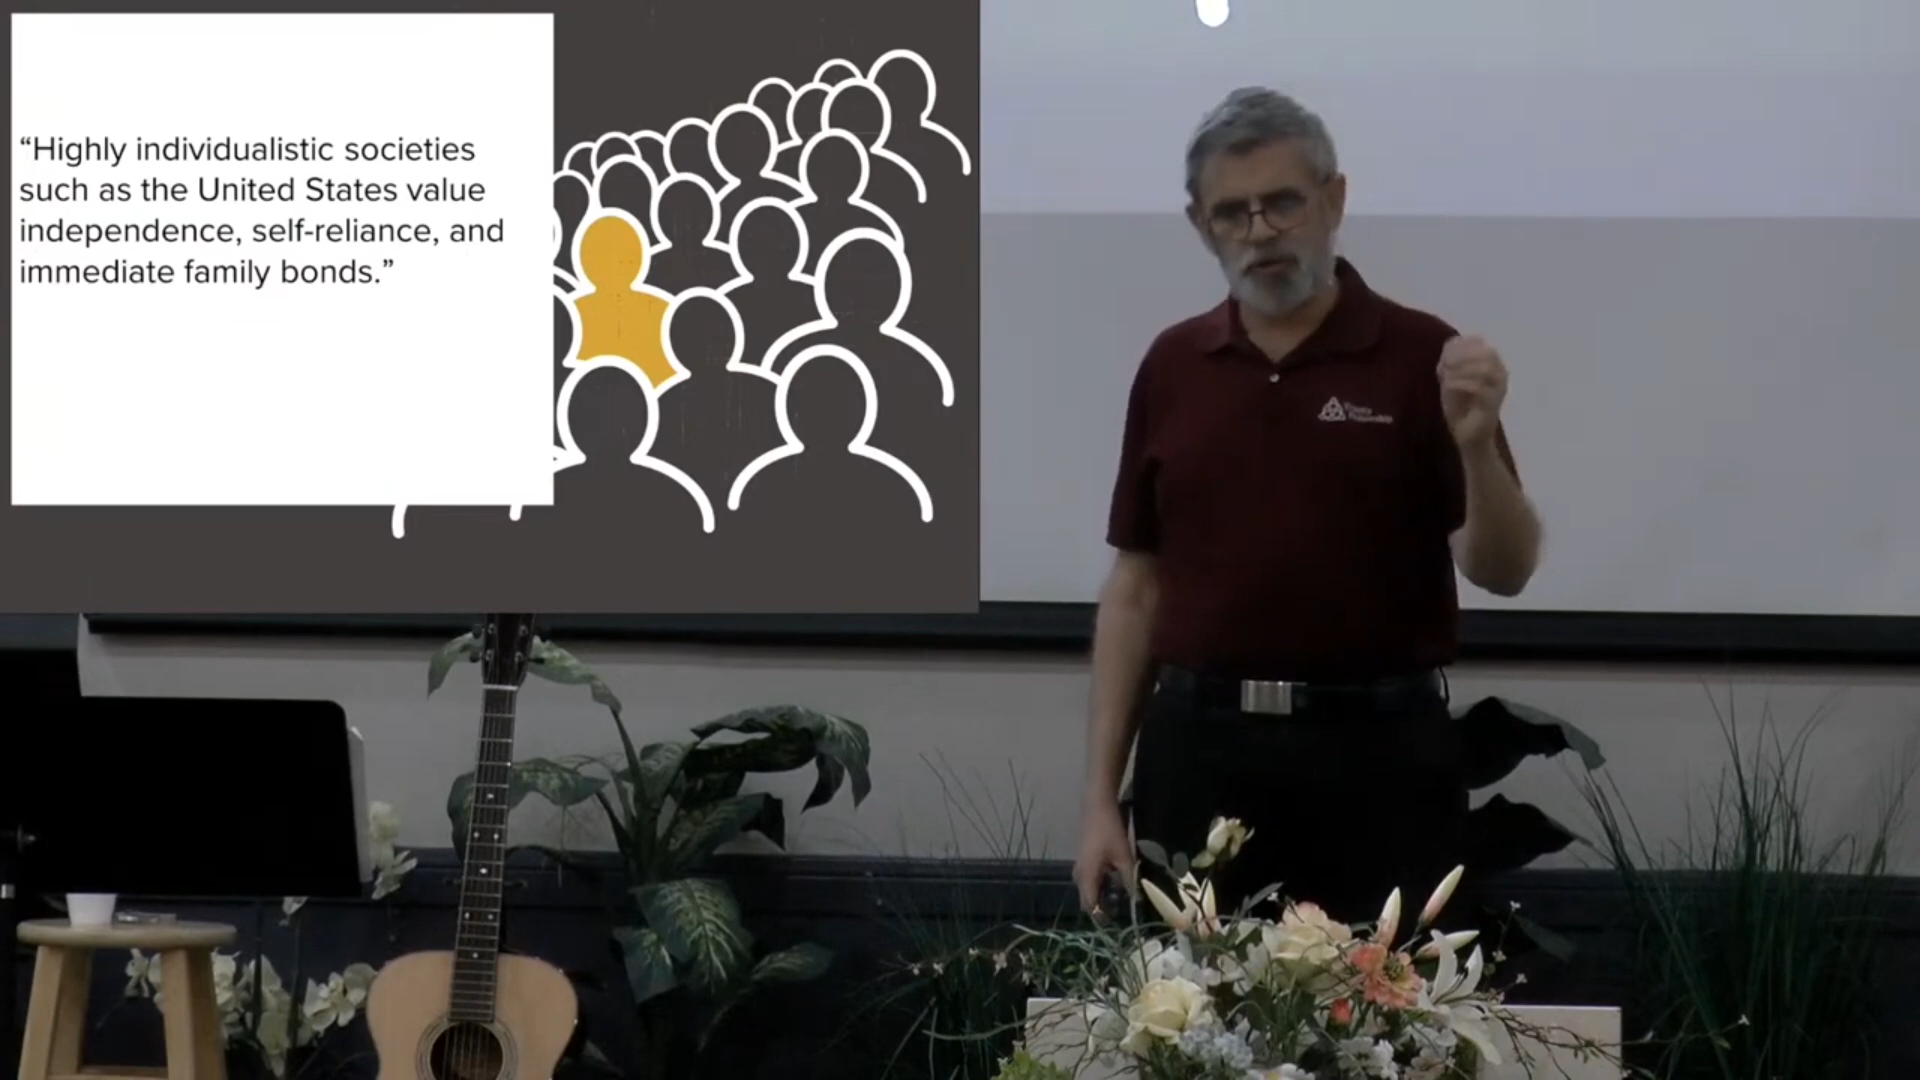 “Highly individualistic societies
such as the United States value
independence, self-reliance, and
immediate family bonds.”